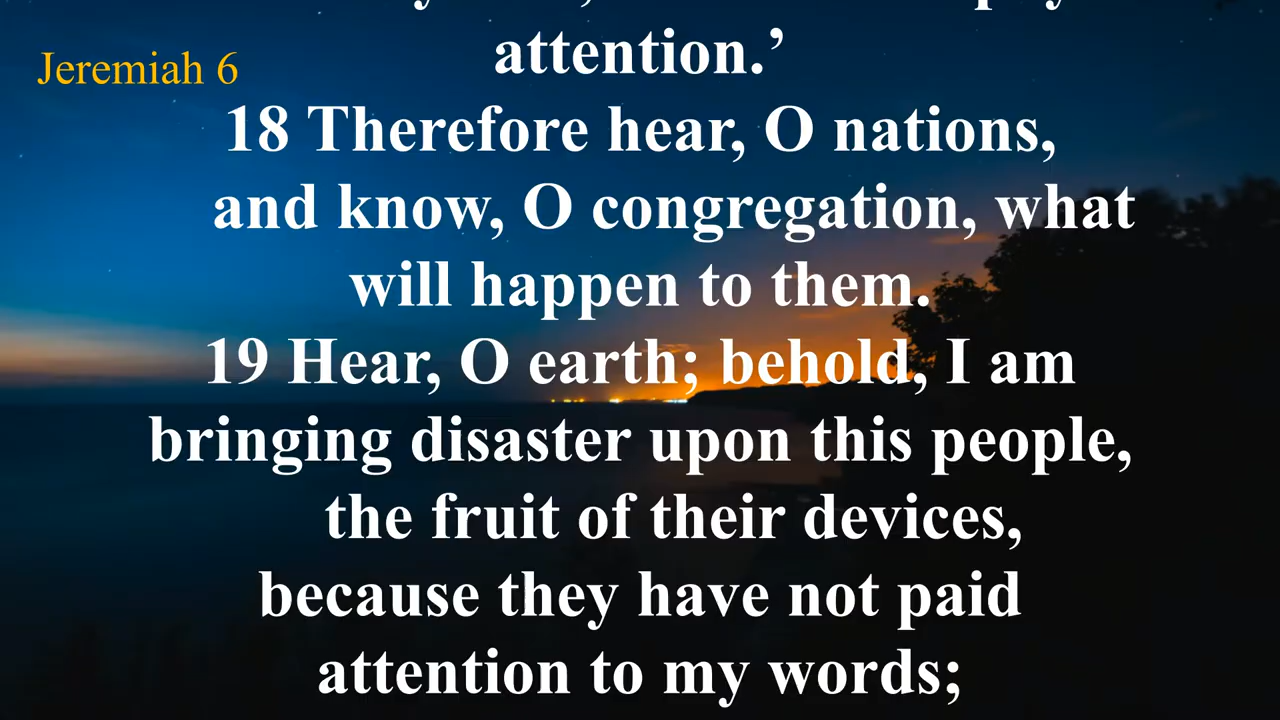 Jeremiah 6
attention.’
18 Therefore hear, O nations,
and know, O congregation, what
will happen to them.
19 Hear, O earth; behold, I am
bringing disaster upon this people,
the fruit of their devices,
because they have not paid
attention to my words;